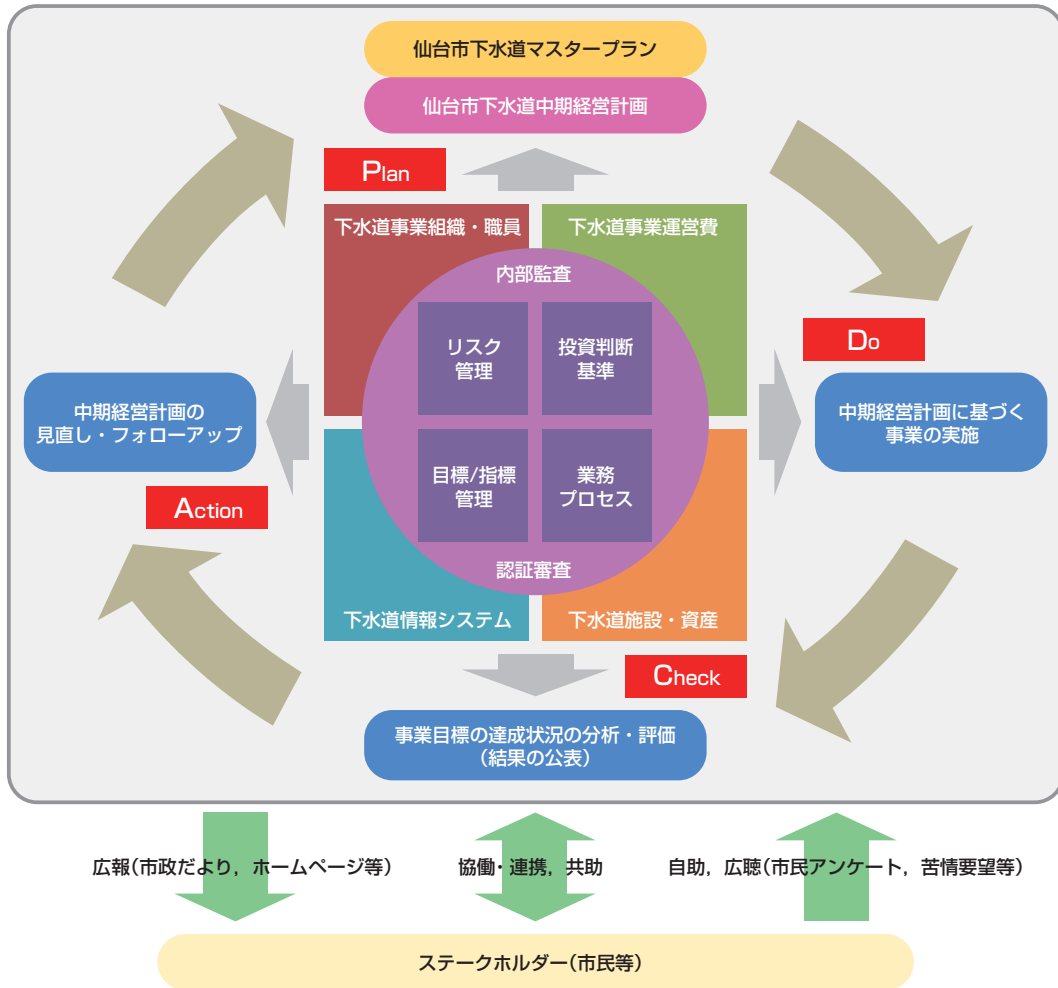 仙台市下水道マスタープラン
仙台市下水道中期経営計画
Plan
下水道事業組織・職員
下水道事業運営費
内部監査
リスク
管理
投資判断
基準
Do
中期経営計画の
見直し・フォローアップ
中期経営計画に基づく
事業の実施
目標/指標
管理
業務
プロセス
Action
認証審査
下水道情報システム
下水道施設・資産
Check
事業目標の達成状況の分析・評価
(結果の公表)
広報(市政だより,ホームページ等)
協働・連携,共助
自助,広聴(市民アンケート,苦情要望等)
ステークホルダー(市民等)